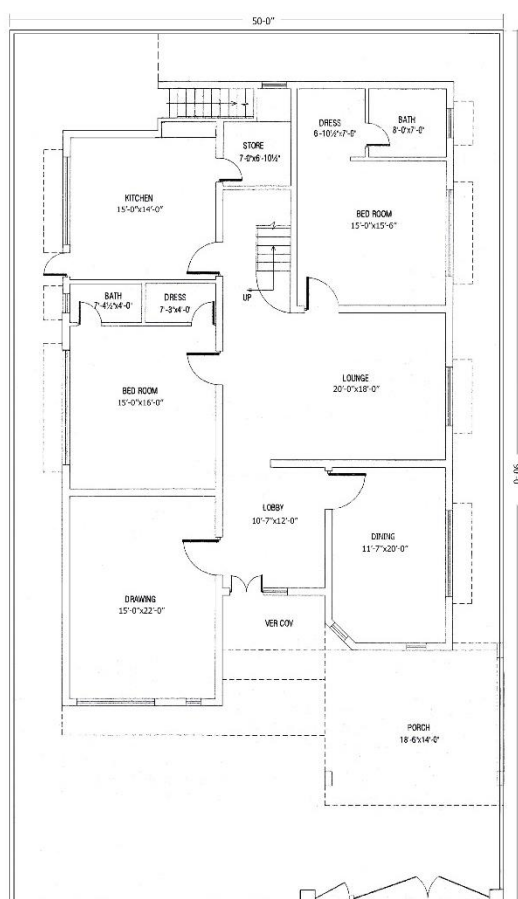 50-0"
DRESS
6-10½"x7'-0"
BATH
8'-0"x7'-0"
STORE
7'-0"x6'-10½"
KITCHEN
15'-0"x14'-0"
BED ROOM
15'-0"x15'-6"
UP
BATH
7'-4½"x4'-0"
DRESS
7'-3"x4'-0"
LOUNGE
20'-0"x18'-0"
BED ROOM
15'-0"x16'-0"
90-0"
LOBBY
10'-7"x12'-0"
DINING
11'-7"x20'-0"
DRAWING
15'-0"x22'-0"
VER COV
PORCH
18'-6"x14'-0"